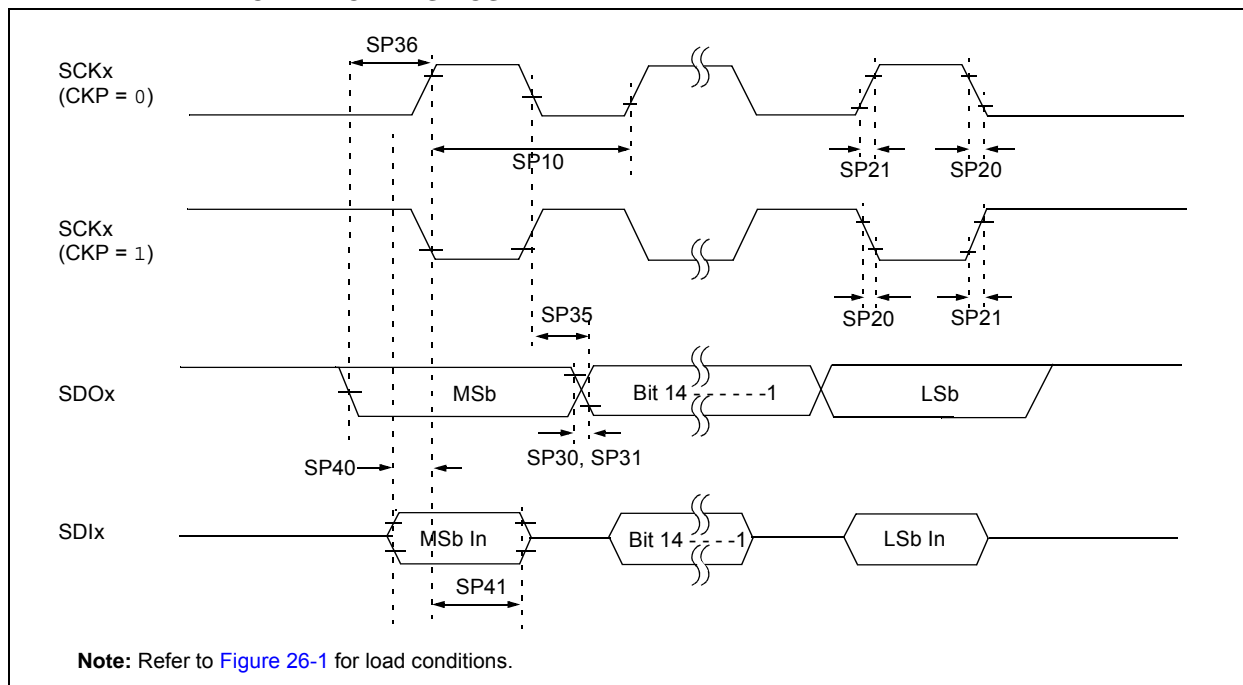 SP36
SCKx
(CKP = 0)
SP10
SP21
SP20
SCKx
(CKP = 1)
SP35
SP20
SP21
SDOx
MSb
Bit 14 - - - - - -1
LSb
SP30, SP31
SP40
SDIx
MSb In
Bit 14 - - - - -1
LSb In
SP41
Note: Refer to Figure 26-1 for load conditions.